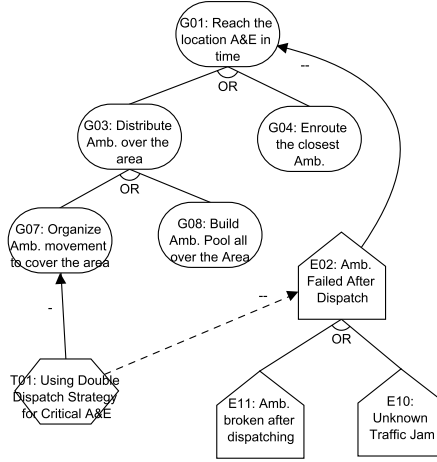 G01: Reach the
location A&E in
time
--
OR
G03: Distribute
Amb. over the
area
G04: Enroute
the closest
Amb.
OR
G07: Organize
Amb. movement
to cover the area
G08: Build
Amb. Pool all
over the Area
E02: Amb.
Failed After
Dispatch
--
-
OR
T01: Using Double
Dispatch Strategy
for Critical A&E
E11: Amb.
broken after
dispatching
E10:
Unknown
Traffic Jam